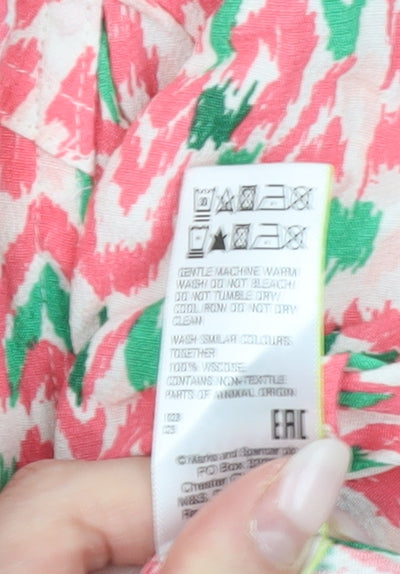 GENTLE MACHINE WARM
WASH/ DO NOT BLEACH/
DO NOT TUMBLE DRY/
COOL IRON/ DO NOT DRY
CLEAN
WASH SIMILAR COLOURS
TOGETHER
100% VISCOSE
CONTAINS NON-TEXTILE
PARTS OF ANIMAL ORIGIN
EAC
© Marks and Spencer
PO Box
Chester
M&S